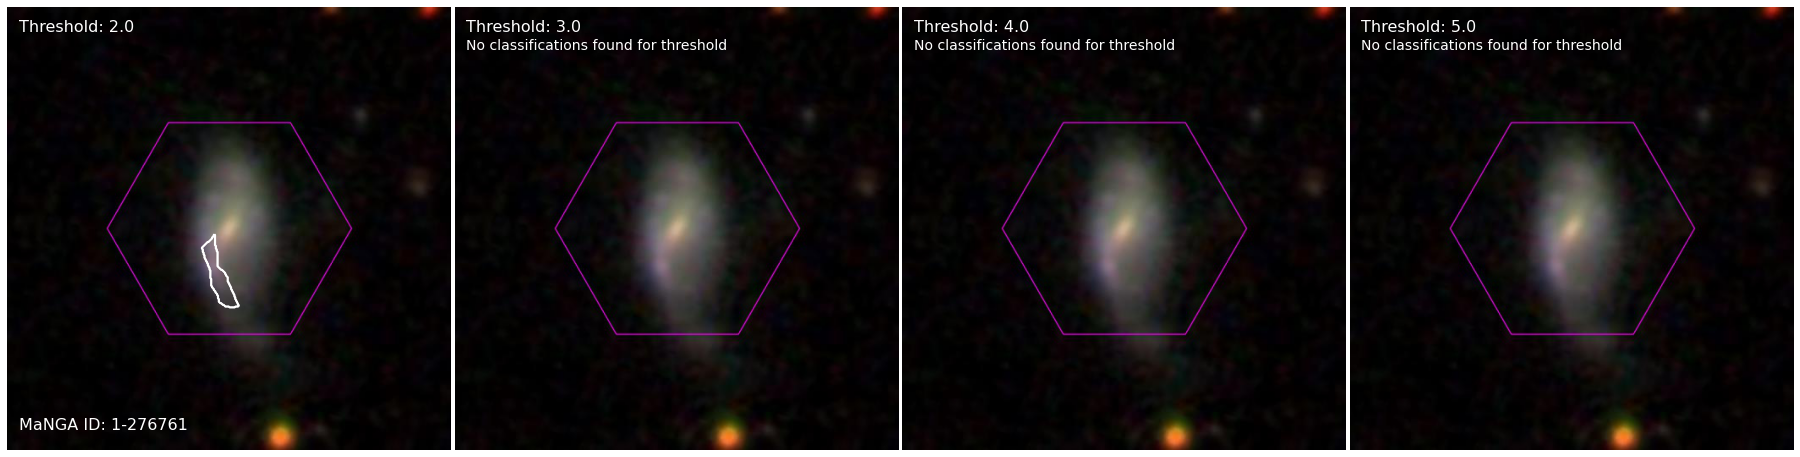 Threshold: 2.0
MaNGA ID: 1-276761
Threshold: 3.0
No classifications found for threshold
Threshold: 4.0
No classifications found for threshold
Threshold: 5.0
No classifications found for threshold